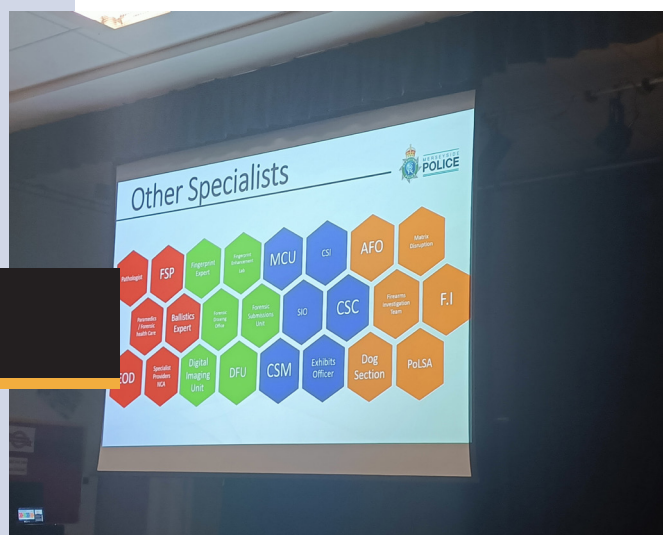 Other Specialists
MERSEYSIDE
POLICE
Pathologist
FSP
Fingerprint
Expert
Fingerprint
Enhancement
Lab
MCU
CSI
AFO
Matrix
Disruption
Paramedics
/ Forensic
Health Care
Ballistics
Expert
Forensic
Drying
Office
Forensic
Submissions
Unit
SIO
CSC
Firearms
Investigation
Team
F.I
EOD
Specialist
Providers
NCA
Digital
Imaging
Unit
DFU
CSM
Exhibits
Officer
Dog
Section
PoLSA